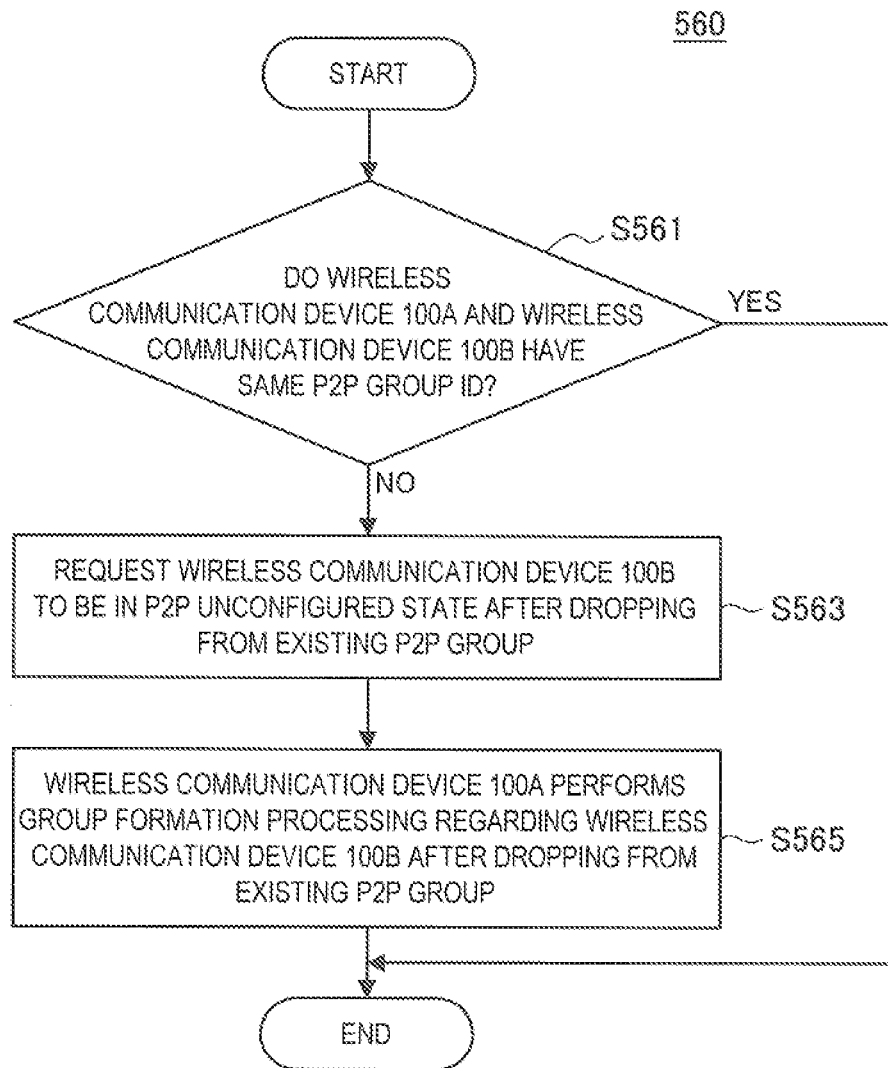 560
START
S561
DO WIRELESS
COMMUNICATION DEVICE 100A AND WIRELESS
COMMUNICATION DEVICE 100B HAVE
SAME P2P GROUP ID?
YES
NO
REQUEST WIRELESS COMMUNICATION DEVICE 100B
TO BE IN P2P UNCONFIGURED STATE AFTER DROPPING
FROM EXISTING P2P GROUP
S563
WIRELESS COMMUNICATION DEVICE 100A PERFORMS
GROUP FORMATION PROCESSING REGARDING WIRELESS
COMMUNICATION DEVICE 100B AFTER DROPPING FROM
EXISTING P2P GROUP
S565
END